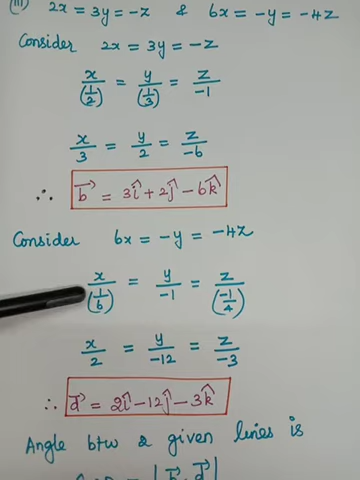 (iii) 2x = 3y = -z & 6x = -y = -4z
Consider 2x = 3y = -z
x/(1/2) = y/(1/3) = z/-1
x/3 = y/2 = z/-6
∴ b⃗ = 3î + 2ĵ - 6k̂
Consider 6x = -y = -4z
x/(1/6) = y/-1 = z/(-1/4)
x/2 = y/-12 = z/-3
∴ d⃗ = 2î - 12ĵ - 3k̂
Angle btw 2 given lines is